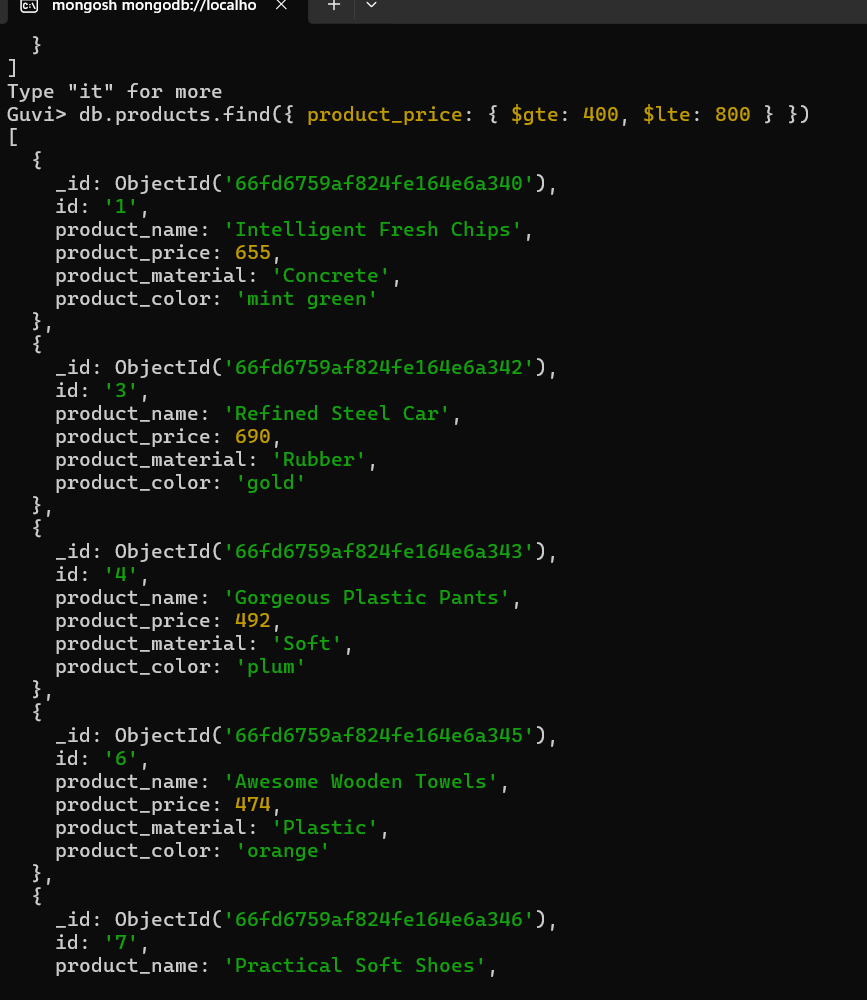 mongosh mongodb://localho
}
]
Type "it" for more
Guvi> db.products.find({ product_price: { $gte: 400, $lte: 800 } })
[
  {
    _id: ObjectId('66fd6759af824fe164e6a340'),
    id: '1',
    product_name: 'Intelligent Fresh Chips',
    product_price: 655,
    product_material: 'Concrete',
    product_color: 'mint green'
  },
  {
    _id: ObjectId('66fd6759af824fe164e6a342'),
    id: '3',
    product_name: 'Refined Steel Car',
    product_price: 690,
    product_material: 'Rubber',
    product_color: 'gold'
  },
  {
    _id: ObjectId('66fd6759af824fe164e6a343'),
    id: '4',
    product_name: 'Gorgeous Plastic Pants',
    product_price: 492,
    product_material: 'Soft',
    product_color: 'plum'
  },
  {
    _id: ObjectId('66fd6759af824fe164e6a345'),
    id: '6',
    product_name: 'Awesome Wooden Towels',
    product_price: 474,
    product_material: 'Plastic',
    product_color: 'orange'
  },
  {
    _id: ObjectId('66fd6759af824fe164e6a346'),
    id: '7',
    product_name: 'Practical Soft Shoes',